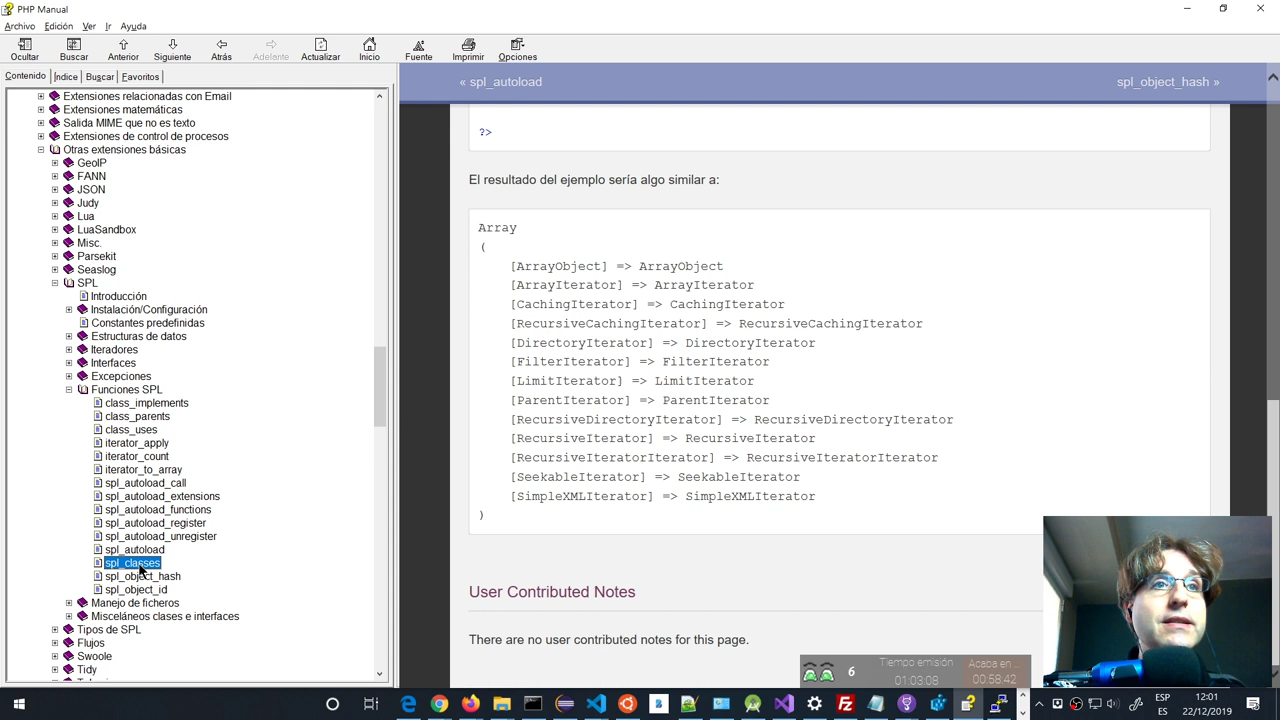 PHP Manual
Archivo Edición Ver Ir Ayuda
Ocultar Buscar Anterior Siguiente Atrás Adelante Actualizar Inicio Fuente Imprimir Opciones
Contenido Índice Buscar Favoritos
Extensiones relacionadas con Email
Extensiones matemáticas
Salida MIME que no es texto
Extensiones de control de procesos
Otras extensiones básicas
GeoIP
FANN
JSON
Judy
Lua
LuaSandbox
Misc.
Parsekit
Seaslog
SPL
Introducción
Instalación/Configuración
Constantes predefinidas
Estructuras de datos
Iteradores
Interfaces
Excepciones
Funciones SPL
class_implements
class_parents
class_uses
iterator_apply
iterator_count
iterator_to_array
spl_autoload_call
spl_autoload_extensions
spl_autoload_functions
spl_autoload_register
spl_autoload_unregister
spl_autoload
spl_classes
spl_object_hash
spl_object_id
Manejo de ficheros
Misceláneos clases e interfaces
Tipos de SPL
Flujos
Swoole
Tidy
« spl_autoload
spl_object_hash »
?>
El resultado del ejemplo sería algo similar a:
Array
(
[ArrayObject] => ArrayObject
[ArrayIterator] => ArrayIterator
[CachingIterator] => CachingIterator
[RecursiveCachingIterator] => RecursiveCachingIterator
[DirectoryIterator] => DirectoryIterator
[FilterIterator] => FilterIterator
[LimitIterator] => LimitIterator
[ParentIterator] => ParentIterator
[RecursiveDirectoryIterator] => RecursiveDirectoryIterator
[RecursiveIterator] => RecursiveIterator
[RecursiveIteratorIterator] => RecursiveIteratorIterator
[SeekableIterator] => SeekableIterator
[SimpleXMLIterator] => SimpleXMLIterator
)
User Contributed Notes
There are no user contributed notes for this page.
6
Tiempo emisión
01:03:08
Acaba en ...
00:58:42
ESP
ES
12:01
22/12/2019